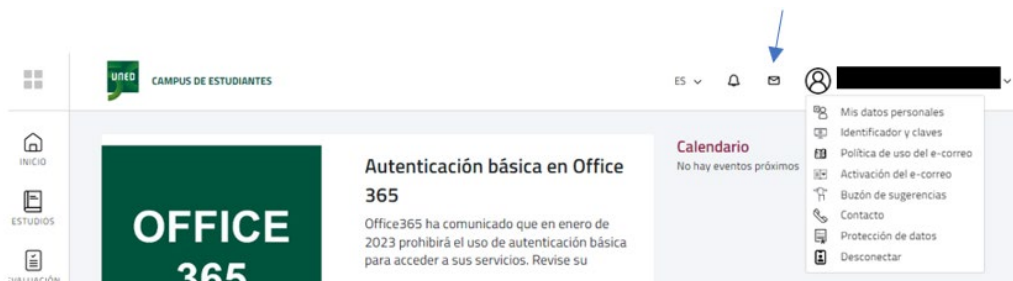 UNED
CAMPUS DE ESTUDIANTES
ES
INICIO
ESTUDIOS
OFFICE
365
Autenticación básica en Office
365
Office365 ha comunicado que en enero de
2023 prohibirá el uso de autenticación básica
para acceder a sus servicios. Revise su
Calendario
No hay eventos próximos
Mis datos personales
Identificador y claves
Política de uso del e-correo
Activación del e-correo
Buzón de sugerencias
Contacto
Protección de datos
Desconectar